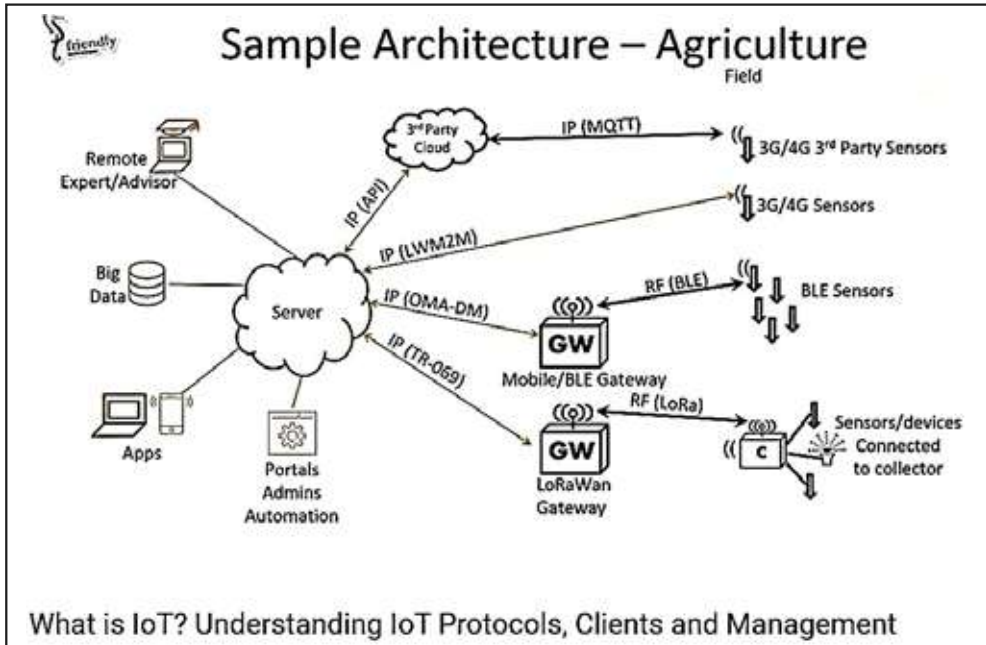 friendly
Sample Architecture – Agriculture
Field
3rd Party
Cloud
IP (MQTT)
3G/4G 3rd Party Sensors
Remote
Expert/Advisor
IP (API)
IP (LWM2M)
3G/4G Sensors
Big
Data
Server
IP (OMA-DM)
RF (BLE)
BLE Sensors
GW
Mobile/BLE Gateway
IP (TR-069)
RF (LoRa)
GW
LoRaWan
Gateway
C
Sensors/devices
Connected
to collector
Apps
Portals
Admins
Automation
What is IoT? Understanding IoT Protocols, Clients and Management